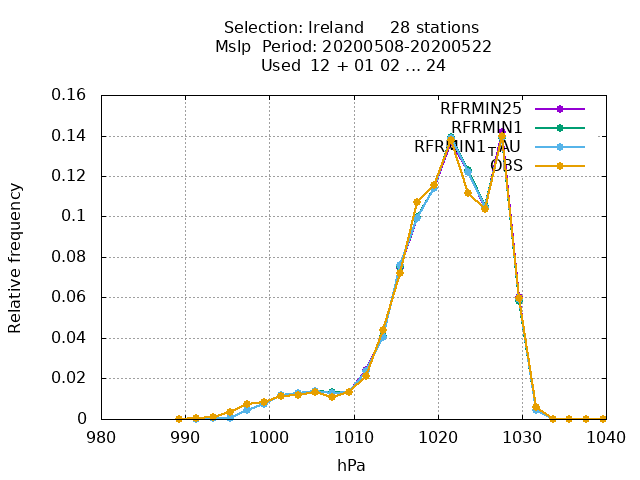 Selection: Ireland 28 stations
Mslp Period: 20200508-20200522
Used 12 + 01 02 ... 24
RFRMIN25
RFRMIN1
RFRMIN1-TAU
OBS
Relative frequency
0.16
0.14
0.12
0.1
0.08
0.06
0.04
0.02
0
980 990 1000 1010 1020 1030 1040
hPa